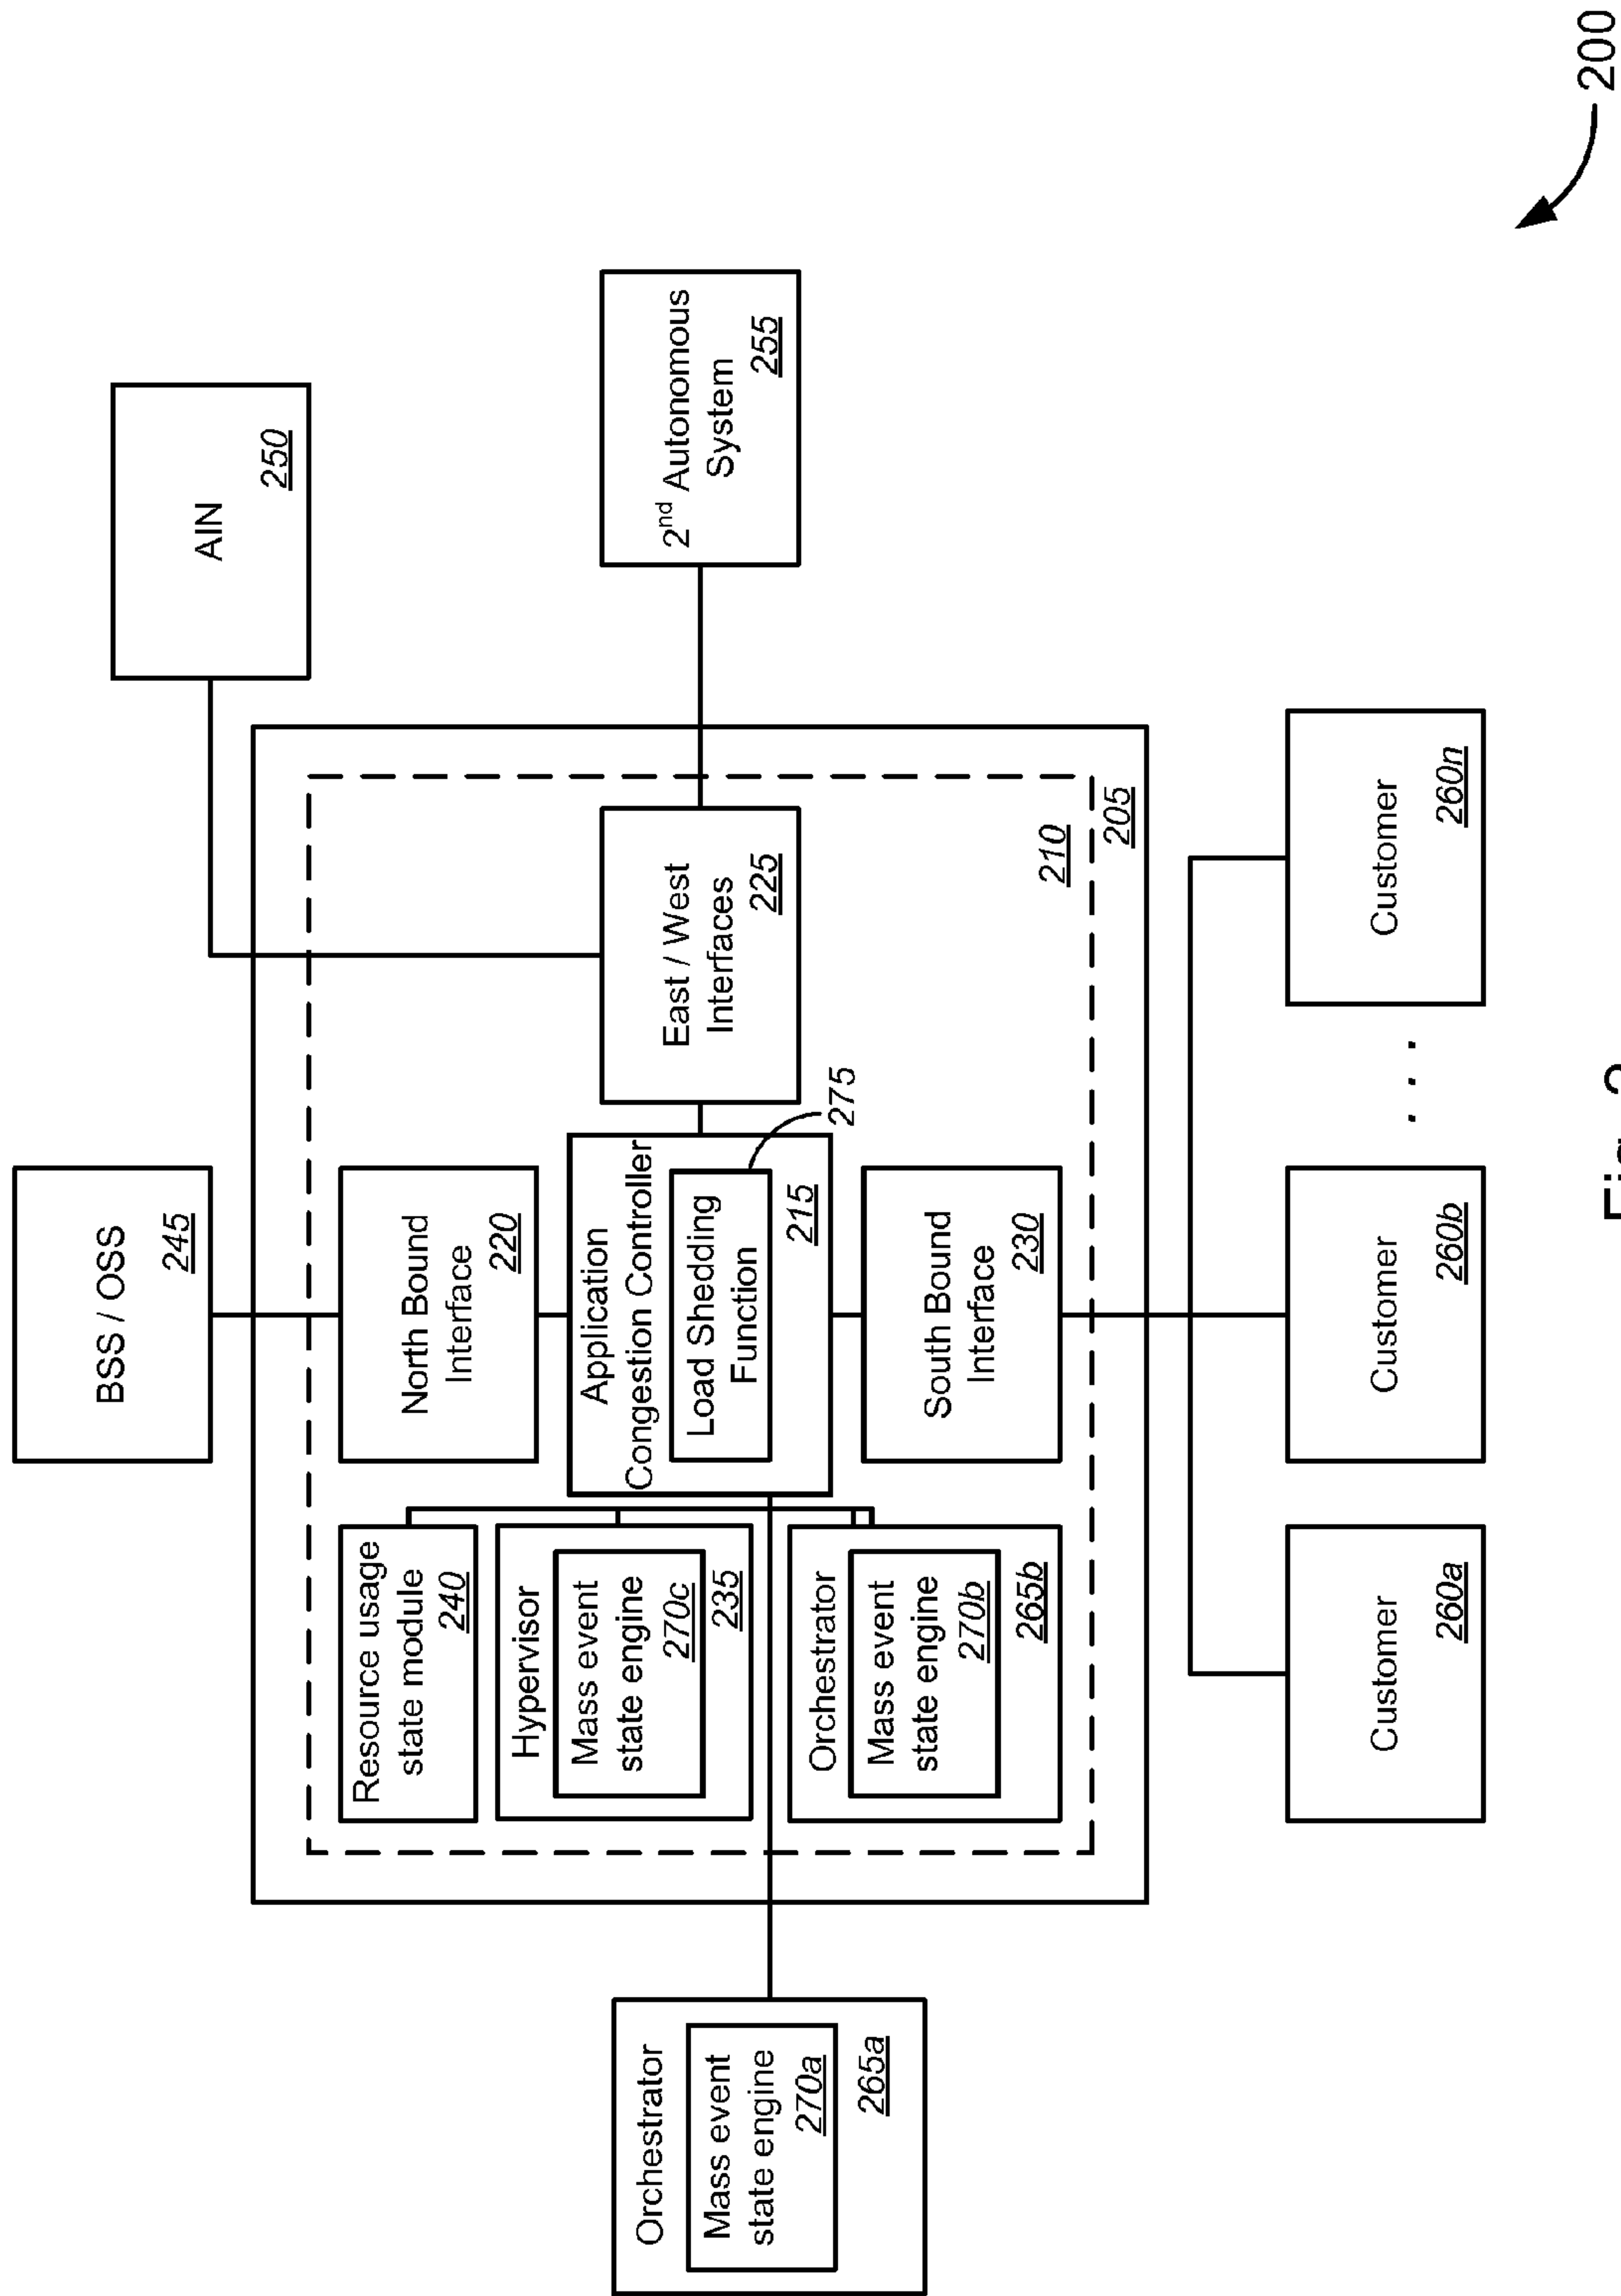 BSS / OSS
245
AIN
250
Resource usage
state module
240
North Bound
Interface
220
Hypervisor
Mass event
state engine
270c
235
Orchestrator
Mass event
state engine
270a
265a
Application
Congestion Controller
Load Shedding
Function
215
275
East / West
Interfaces
225
2nd Autonomous
System
255
Orchestrator
Mass event
state engine
270b
265b
South Bound
Interface
230
210
205
Customer
260a
Customer
260b
. . .
Customer
260n
200